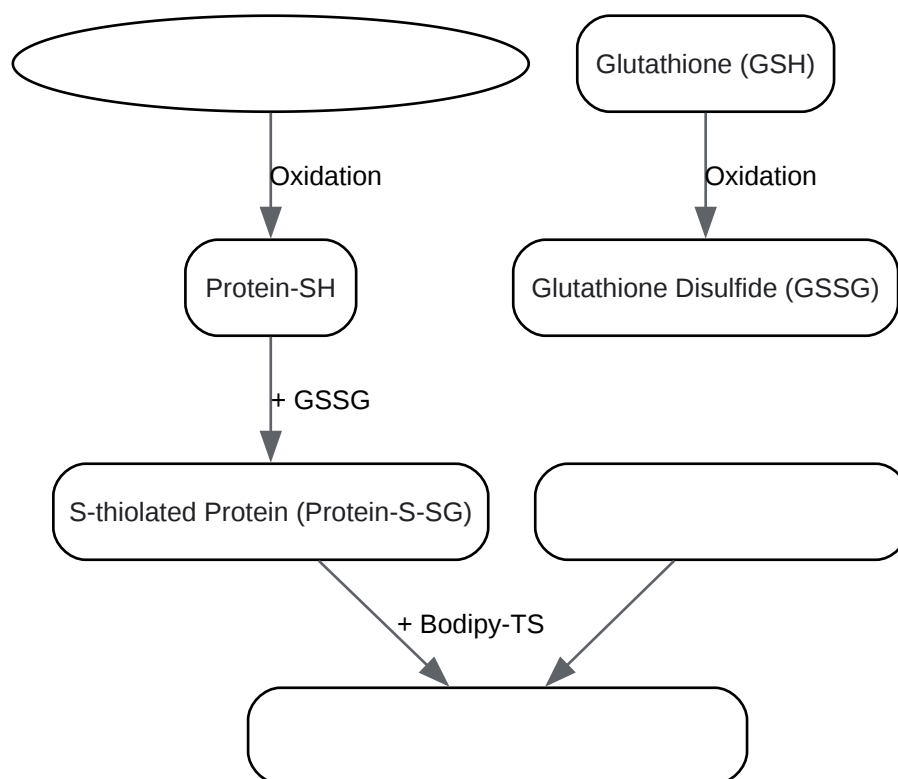 Glutathione (GSH)
Oxidation
Oxidation
Protein-SH
Glutathione Disulfide (GSSG)
+ GSSG
S-thiolated Protein (Protein-S-SG)
+ Bodipy-TS